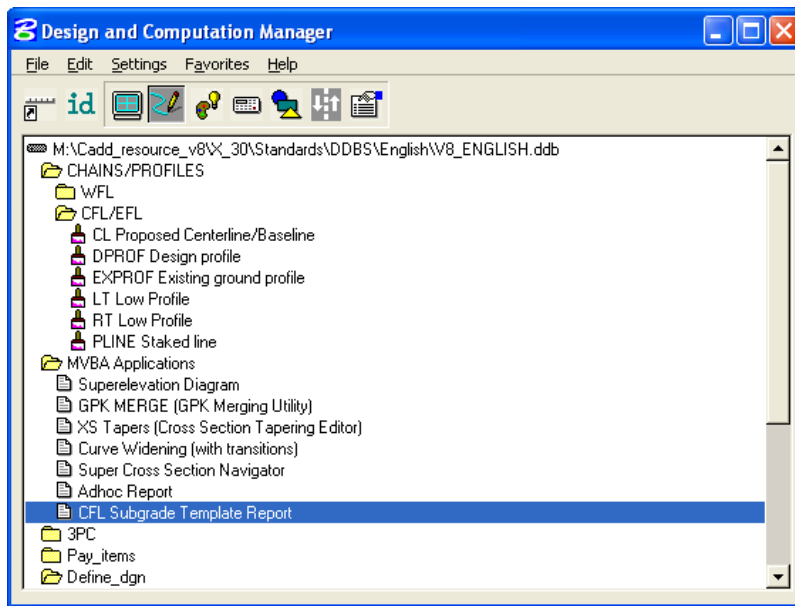 Design and Computation Manager
File Edit Settings Favorites Help
id
M:\Cadd_resource_v8\X_30\Standards\DDBS\English\V8_ENGLISH.ddb
CHAINS/PROFILES
WFL
CFL/EFL
CL Proposed Centerline/Baseline
DPROF Design profile
EXPROF Existing ground profile
LT Low Profile
RT Low Profile
PLINE Staked line
MVBA Applications
Superelevation Diagram
GPK MERGE (GPK Merging Utility)
XS Tapers (Cross Section Tapering Editor)
Curve Widening (with transitions)
Super Cross Section Navigator
Adhoc Report
CFL Subgrade Template Report
3PC
Pay_items
Define_dgn